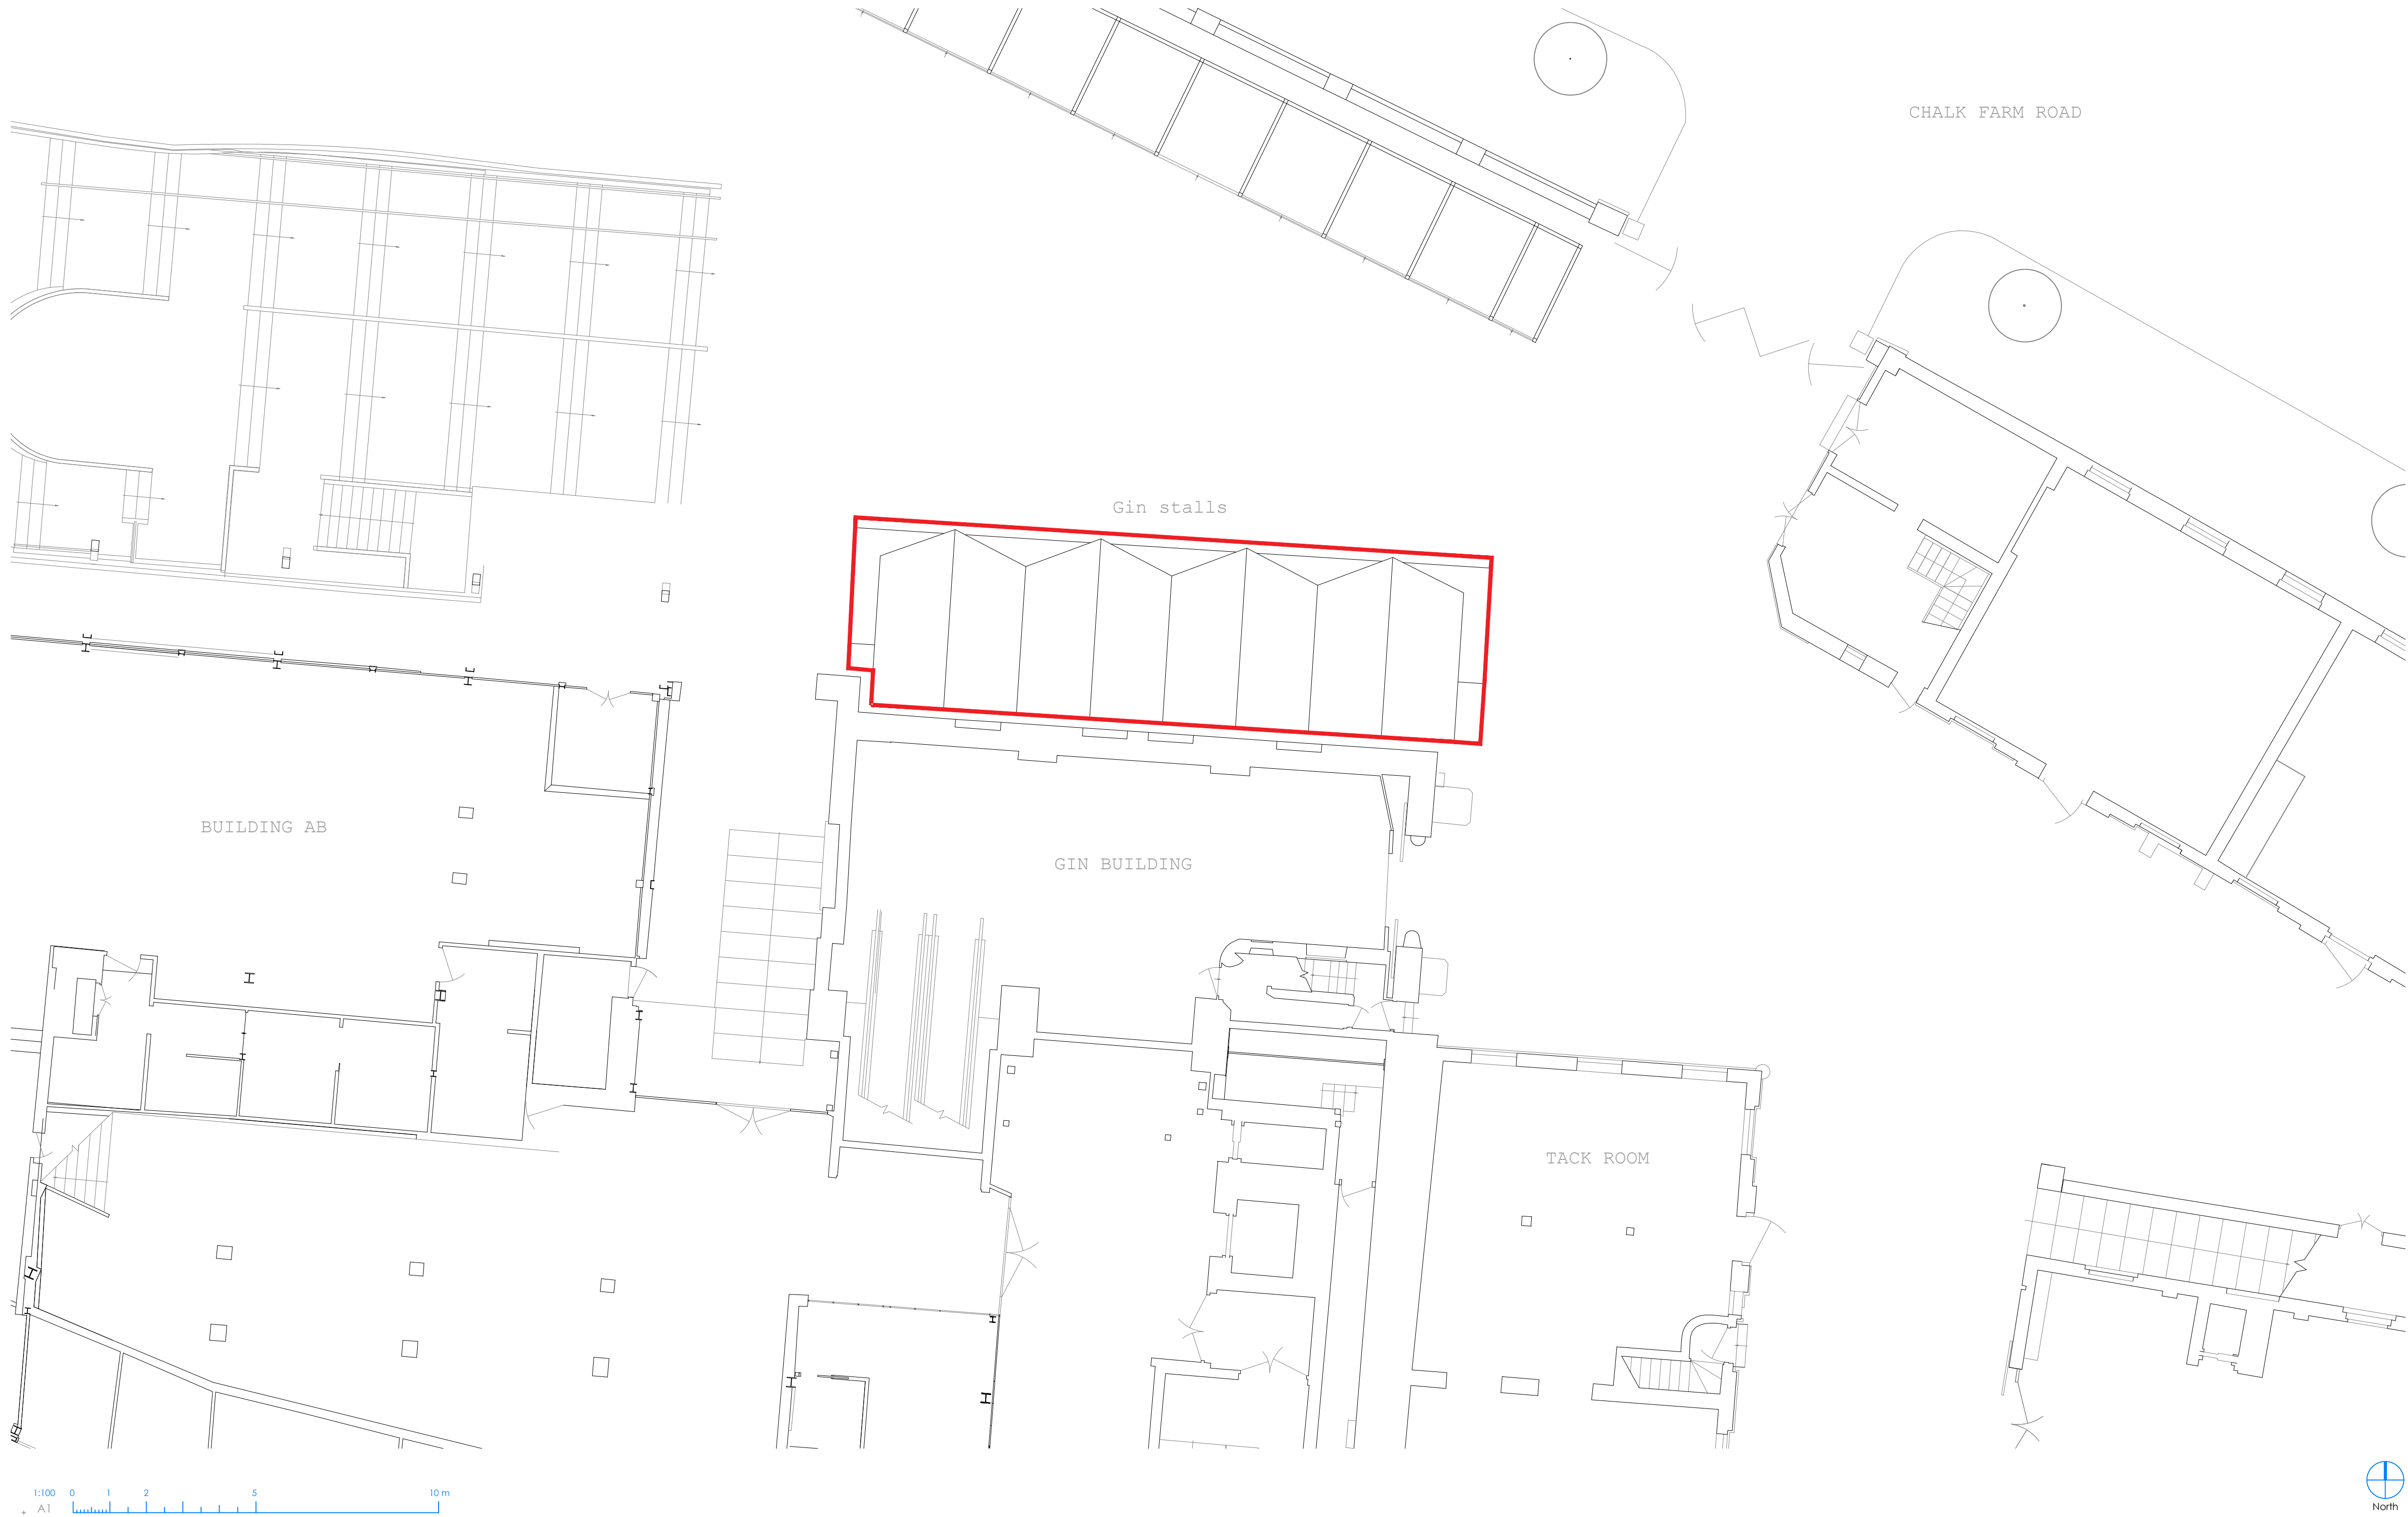 CHALK FARM ROAD
Gin stalls
BUILDING AB
GIN BUILDING
TACK ROOM
1:100 0 1 2 5 10 m
A1
North